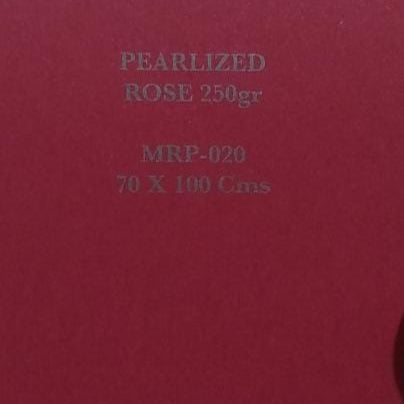 PEARLIZED
ROSE 250gr
MRP-020
70 X 100 Cms